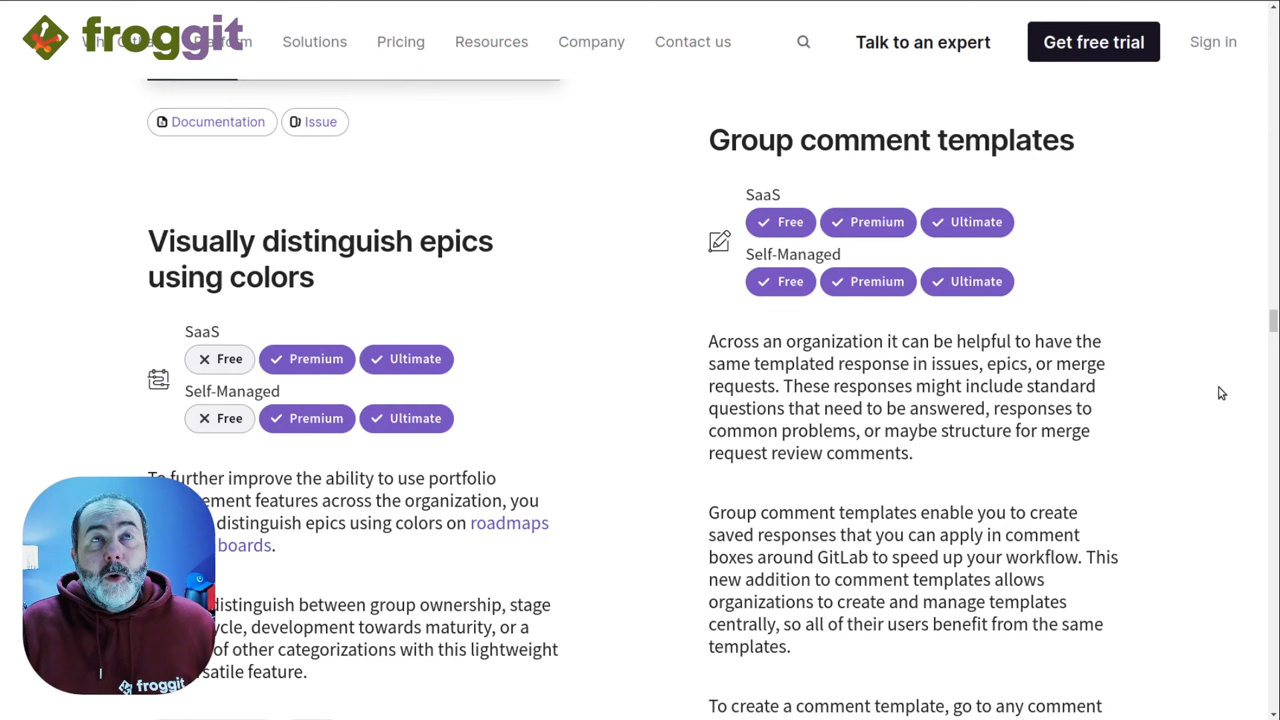 froggit
Solutions
Pricing
Resources
Company
Contact us
Talk to an expert
Get free trial
Sign in
Documentation
Issue
Visually distinguish epics
using colors
SaaS
Free
Premium
Ultimate
Self-Managed
Free
Premium
Ultimate
To further improve the ability to use portfolio
features across the organization, you
distinguish epics using colors on roadmaps
boards.
distinguish between group ownership, stage
development towards maturity, or a
of other categorizations with this lightweight
feature.
froggit
Group comment templates
SaaS
Free
Premium
Ultimate
Self-Managed
Free
Premium
Ultimate
Across an organization it can be helpful to have the
same templated response in issues, epics, or merge
requests. These responses might include standard
questions that need to be answered, responses to
common problems, or maybe structure for merge
request review comments.
Group comment templates enable you to create
saved responses that you can apply in comment
boxes around GitLab to speed up your workflow. This
new addition to comment templates allows
organizations to create and manage templates
centrally, so all of their users benefit from the same
templates.
To create a comment template, go to any comment